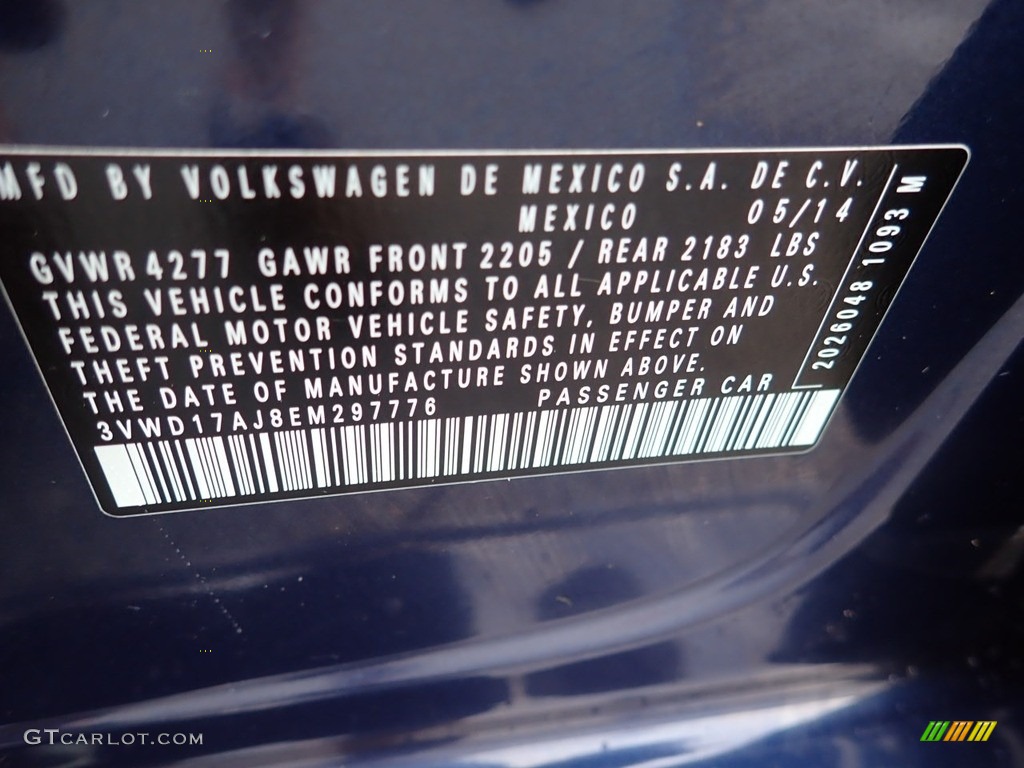 MFD BY VOLKSWAGEN DE MEXICO S.A. DE C.V.
MEXICO 05/14
GVWR 4277 GAWR FRONT 2205 / REAR 2183 LBS
THIS VEHICLE CONFORMS TO ALL APPLICABLE U.S.
FEDERAL MOTOR VEHICLE SAFETY, BUMPER AND
THEFT PREVENTION STANDARDS IN EFFECT ON
THE DATE OF MANUFACTURE SHOWN ABOVE.
3VWD17AJ8EM297776 PASSENGER CAR
2026048 1093 M
GTCARLOT.COM